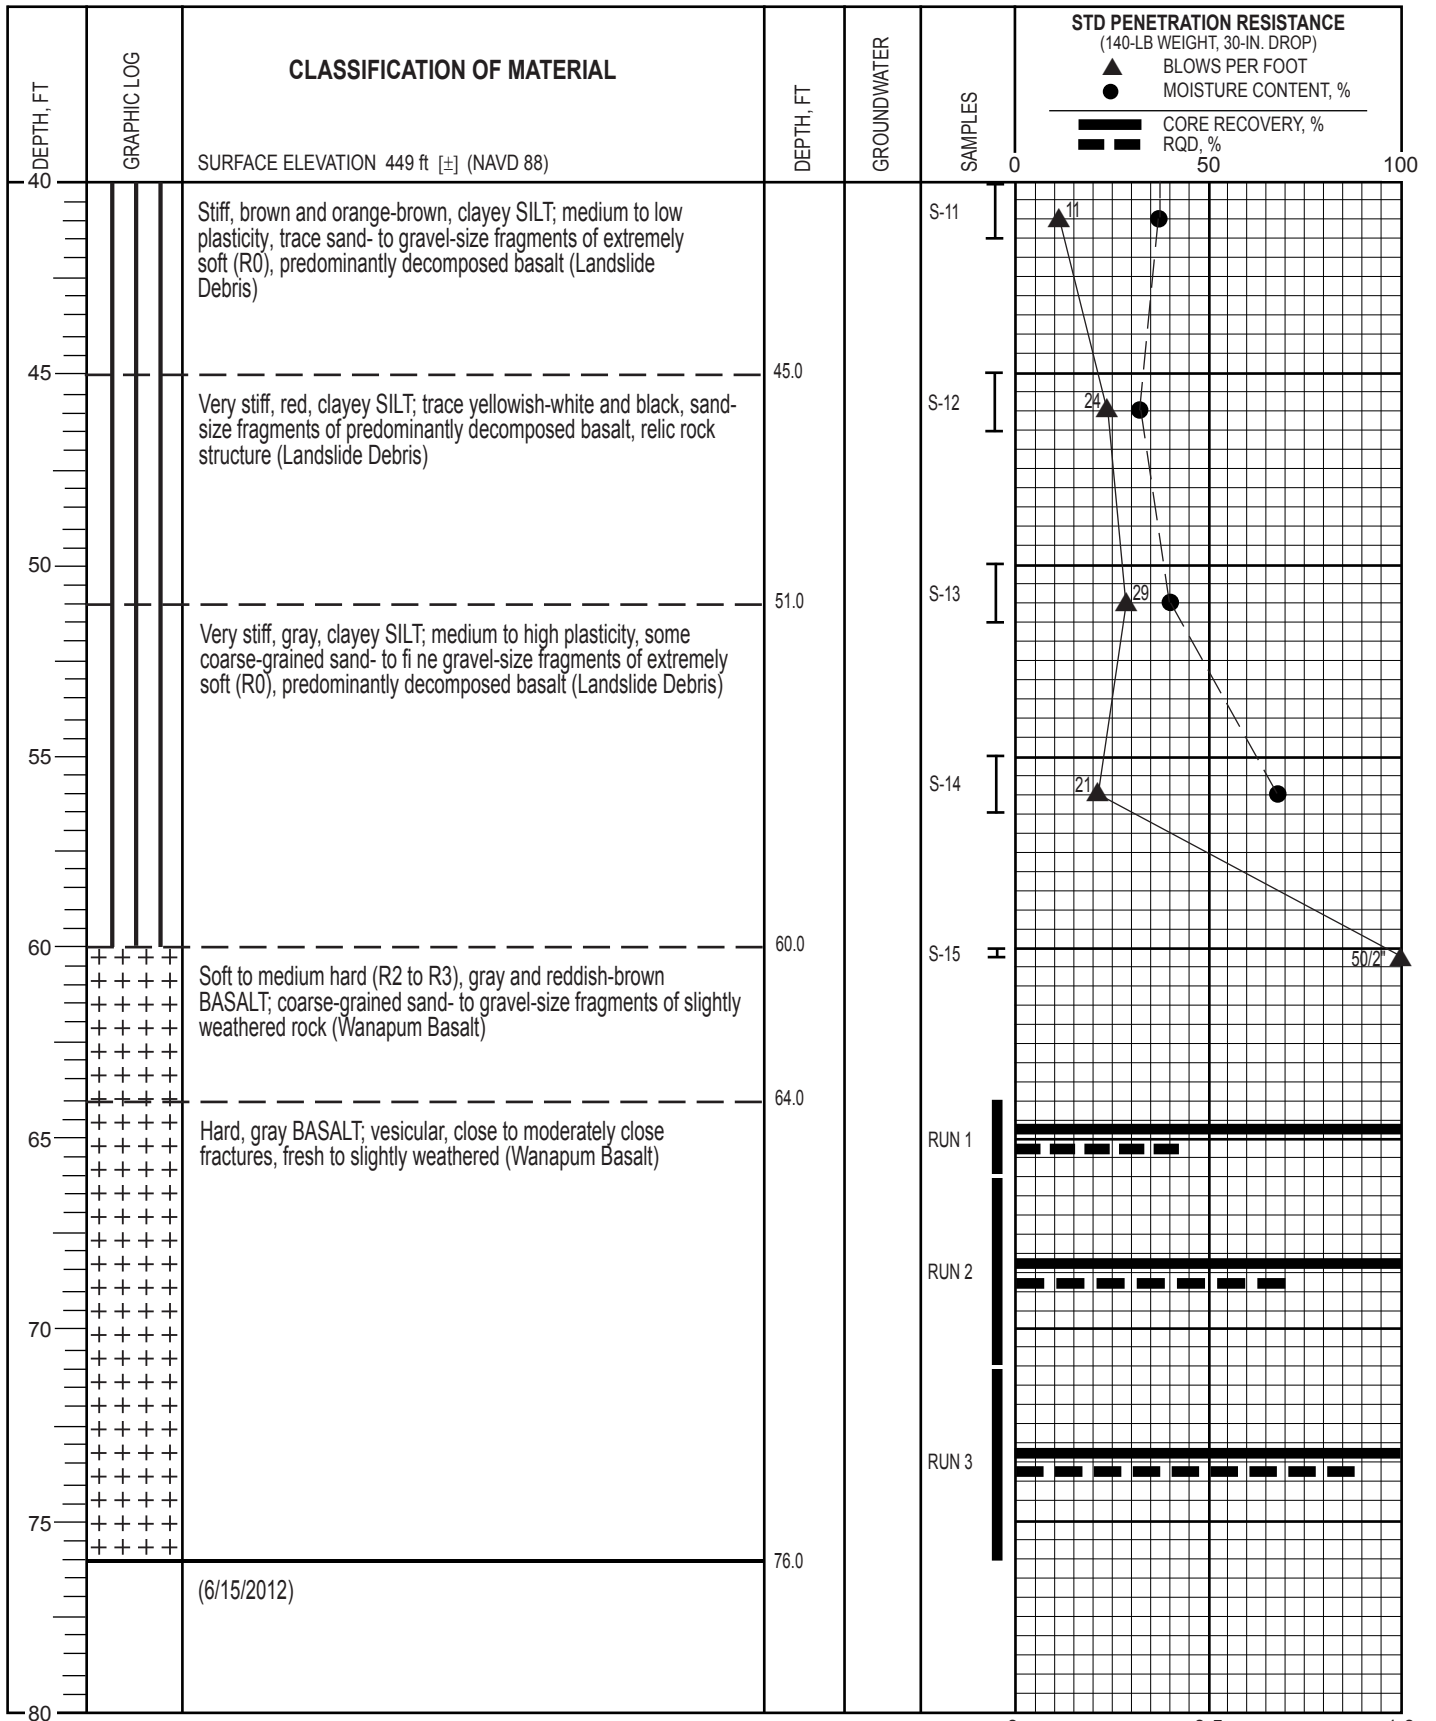 DEPTH, FT
GRAPHIC LOG
CLASSIFICATION OF MATERIAL
SURFACE ELEVATION 449 ft [±] (NAVD 88)
DEPTH, FT
GROUNDWATER
SAMPLES
STD PENETRATION RESISTANCE
(140-LB WEIGHT, 30-IN. DROP)
BLOWS PER FOOT
MOISTURE CONTENT, %
CORE RECOVERY, %
RQD, %
0 50 100
40
Stiff, brown and orange-brown, clayey SILT; medium to low
plasticity, trace sand- to gravel-size fragments of extremely
soft (R0), predominantly decomposed basalt (Landslide
Debris)
S-11
11
45
45.0
Very stiff, red, clayey SILT; trace yellowish-white and black, sand-
size fragments of predominantly decomposed basalt, relic rock
structure (Landslide Debris)
S-12
24
50
S-13
29
51.0
Very stiff, gray, clayey SILT; medium to high plasticity, some
coarse-grained sand- to fi ne gravel-size fragments of extremely
soft (R0), predominantly decomposed basalt (Landslide Debris)
55
S-14
21
60
60.0
S-15
50/2"
Soft to medium hard (R2 to R3), gray and reddish-brown
BASALT; coarse-grained sand- to gravel-size fragments of slightly
weathered rock (Wanapum Basalt)
64.0
Hard, gray BASALT; vesicular, close to moderately close
fractures, fresh to slightly weathered (Wanapum Basalt)
65
RUN 1
RUN 2
70
RUN 3
75
76.0
(6/15/2012)
80